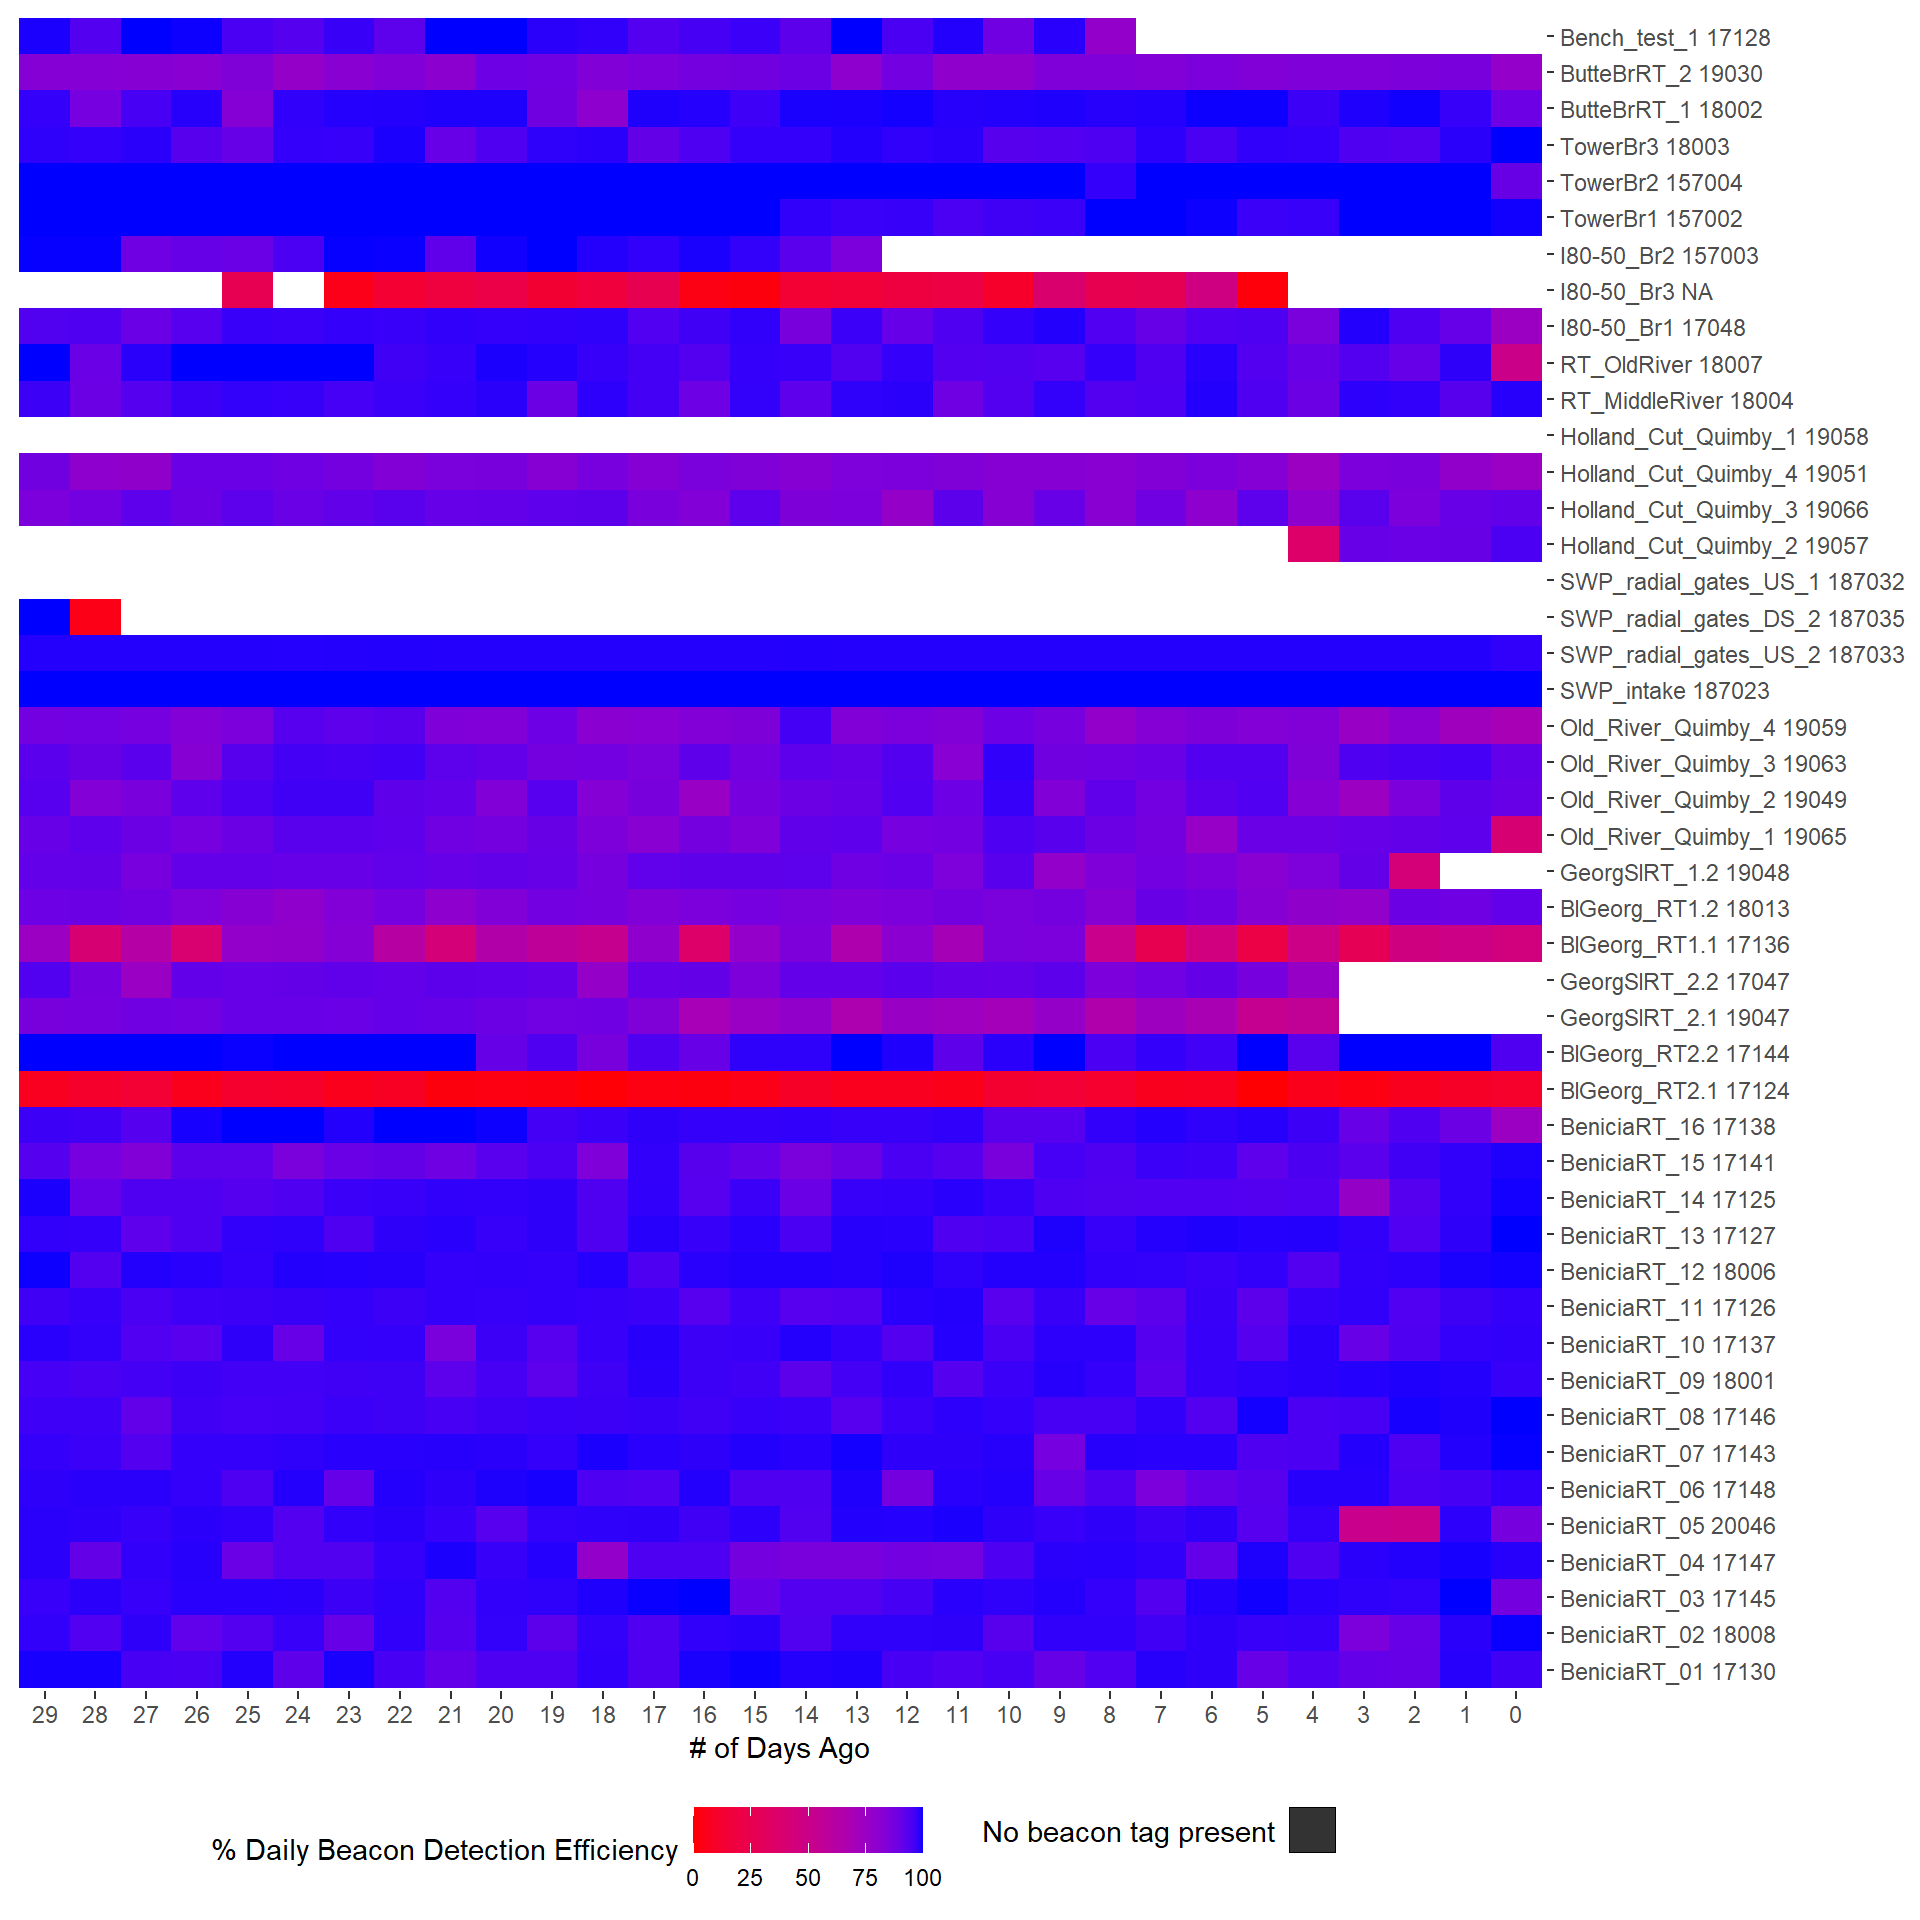 Bench_test_1 17128
ButteBrRT_2 19030
ButteBrRT_1 18002
TowerBr3 18003
TowerBr2 157004
TowerBr1 157002
I80-50_Br2 157003
I80-50_Br3 NA
I80-50_Br1 17048
RT_OldRiver 18007
RT_MiddleRiver 18004
Holland_Cut_Quimby_1 19058
Holland_Cut_Quimby_4 19051
Holland_Cut_Quimby_3 19066
Holland_Cut_Quimby_2 19057
SWP_radial_gates_US_1 187032
SWP_radial_gates_DS_2 187035
SWP_radial_gates_US_2 187033
SWP_intake 187023
Old_River_Quimby_4 19059
Old_River_Quimby_3 19063
Old_River_Quimby_2 19049
Old_River_Quimby_1 19065
GeorgSlRT_1.2 19048
BlGeorg_RT1.2 18013
BlGeorg_RT1.1 17136
GeorgSlRT_2.2 17047
GeorgSlRT_2.1 19047
BlGeorg_RT2.2 17144
BlGeorg_RT2.1 17124
BeniciaRT_16 17138
BeniciaRT_15 17141
BeniciaRT_14 17125
BeniciaRT_13 17127
BeniciaRT_12 18006
BeniciaRT_11 17126
BeniciaRT_10 17137
BeniciaRT_09 18001
BeniciaRT_08 17146
BeniciaRT_07 17143
BeniciaRT_06 17148
BeniciaRT_05 20046
BeniciaRT_04 17147
BeniciaRT_03 17145
BeniciaRT_02 18008
BeniciaRT_01 17130
29 28 27 26 25 24 23 22 21 20 19 18 17 16 15 14 13 12 11 10 9 8 7 6 5 4 3 2 1 0
# of Days Ago
% Daily Beacon Detection Efficiency
0 25 50 75 100
No beacon tag present